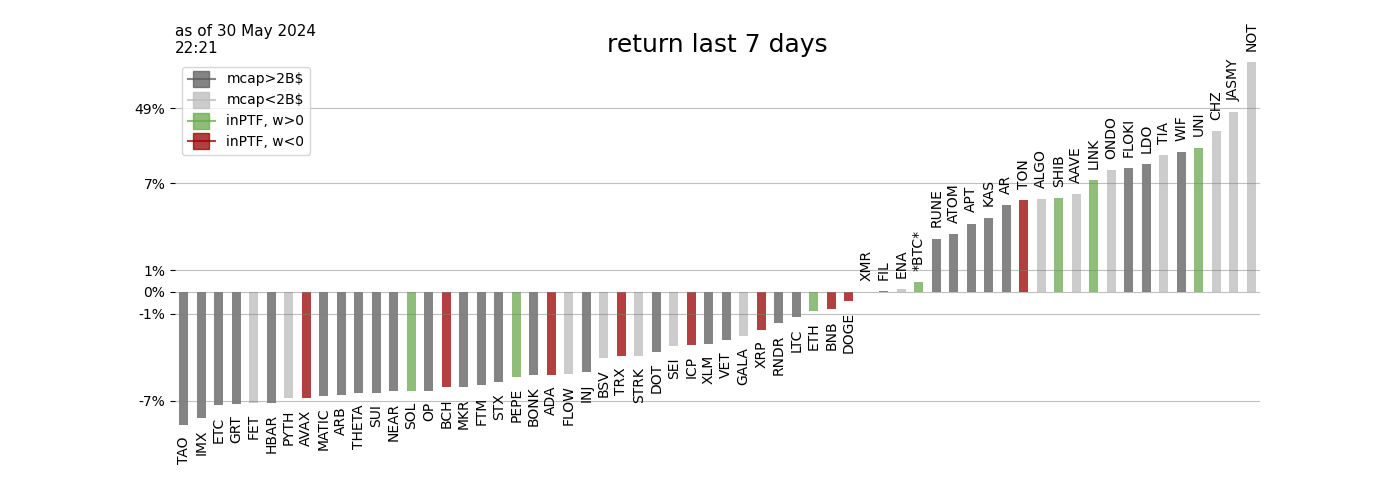 as of 30 May 2024
22:21
return last 7 days
mcap>2B$
mcap<2B$
inPTF, w>0
inPTF, w<0
49%
7%
1%
0%
-1%
-7%
TAO
IMX
ETC
GRT
FET
HBAR
PYTH
AVAX
MATIC
ARB
THETA
SUI
NEAR
SOL
OP
BCH
MKR
FTM
STX
PEPE
BONK
ADA
FLOW
INJ
BSV
TRX
STRK
DOT
SEI
ICP
XLM
VET
GALA
XRP
RNDR
LTC
ETH
BNB
DOGE
XMR
FIL
ENA
*BTC*
RUNE
ATOM
APT
KAS
AR
TON
ALGO
SHIB
AAVE
LINK
ONDO
FLOKI
LDO
TIA
WIF
UNI
CHZ
JASMY
NOT